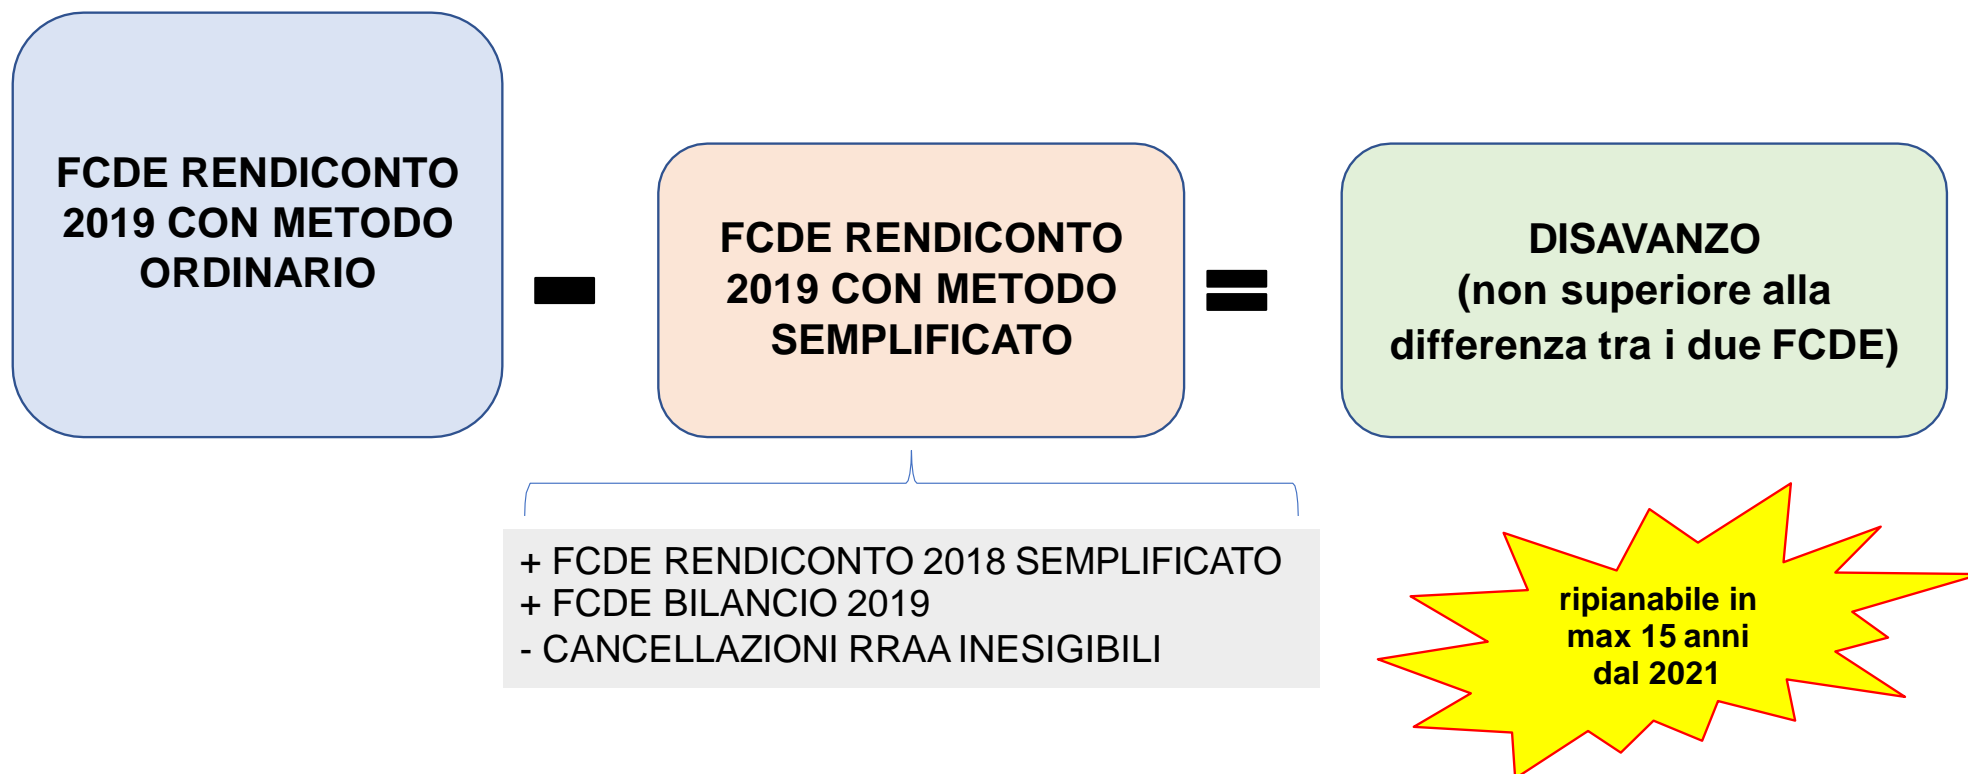 FCDE RENDICONTO
2019 CON METODO
ORDINARIO
FCDE RENDICONTO
2019 CON METODO
SEMPLIFICATO
DISAVANZO
(non superiore alla
differenza tra i due FCDE)
+ FCDE RENDICONTO 2018 SEMPLIFICATO
+ FCDE BILANCIO 2019
- CANCELLAZIONI RRAA INESIGIBILI
ripianabile in
max 15 anni
dal 2021